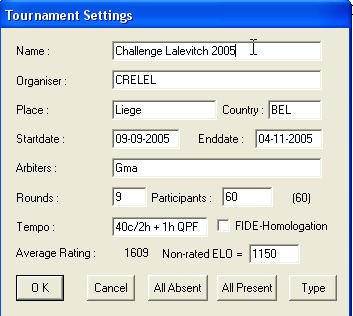 Tournament Settings
Name : Challenge Lalevitch 2005
Organiser : CRELEL
Place : Liege Country : BEL
Startdate : 09-09-2005 Enddate : 04-11-2005
Arbiters : Gma
Rounds : 9 Participants : 60 (60)
Tempo : 40c/2h + 1h QPF FIDE-Homologation
Average Rating : 1609 Non-rated ELO = 1150
O K Cancel All Absent All Present Type